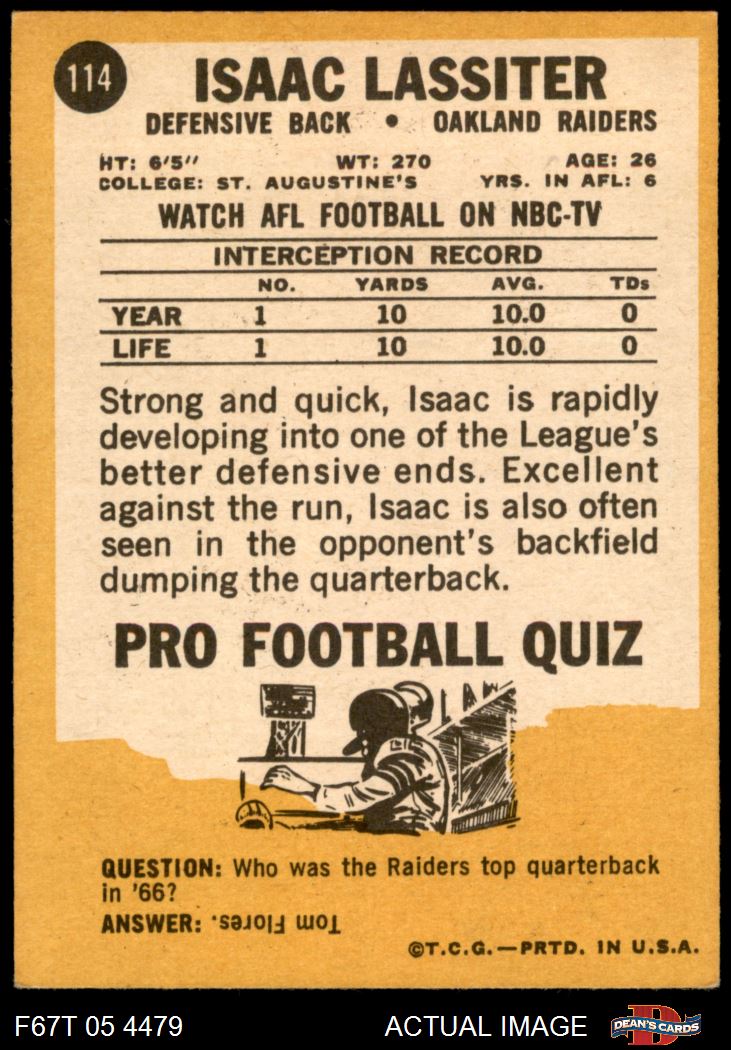 114
ISAAC LASSITER
DEFENSIVE BACK • OAKLAND RAIDERS
HT: 6'5" WT: 270 AGE: 26
COLLEGE: ST. AUGUSTINE'S YRS. IN AFL: 6
WATCH AFL FOOTBALL ON NBC-TV
INTERCEPTION RECORD
NO. YARDS AVG. TDs
YEAR 1 10 10.0 0
LIFE 1 10 10.0 0
Strong and quick, Isaac is rapidly
developing into one of the League's
better defensive ends. Excellent
against the run, Isaac is also often
seen in the opponent's backfield
dumping the quarterback.
PRO FOOTBALL QUIZ
QUESTION: Who was the Raiders top quarterback
in '66?
ANSWER: Tom Flores.
©T.C.G.—PRTD. IN U.S.A.
F67T 05 4479 ACTUAL IMAGE D DEAN'S CARDS